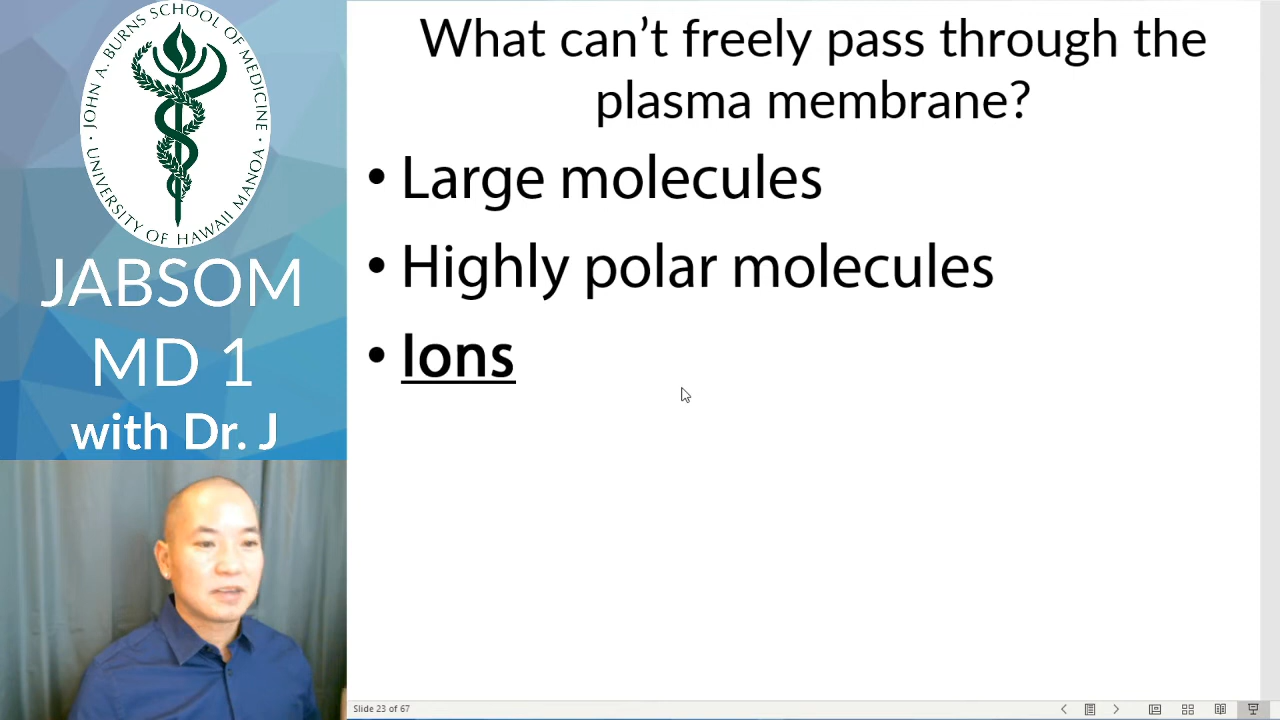 · JOHN A. BURNS SCHOOL OF MEDICINE ·
UNIVERSITY OF HAWAII MANOA
JABSOM
MD 1
with Dr. J
What can’t freely pass through the
plasma membrane?
• Large molecules
• Highly polar molecules
• Ions
Slide 23 of 67